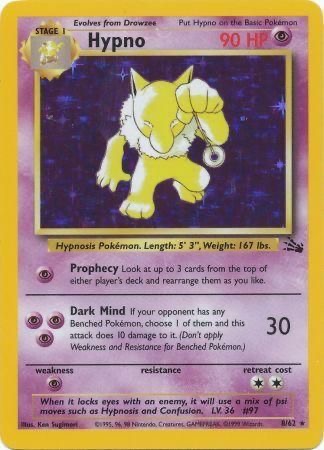 Evolves from Drowzee
Put Hypno on the Basic Pokémon
STAGE 1
Hypno
90 HP
Hypnosis Pokémon. Length: 5' 3", Weight: 167 lbs.
Prophecy Look at up to 3 cards from the top of
either player's deck and rearrange them as you like.
Dark Mind If your opponent has any
Benched Pokémon, choose 1 of them and this
attack does 10 damage to it. (Don't apply
Weakness and Resistance for Benched Pokémon.)
30
weakness
resistance
retreat cost
When it locks eyes with an enemy, it will use a mix of psi
moves such as Hypnosis and Confusion. LV. 36 #97
Illus. Ken Sugimori
©1995, 96, 98 Nintendo, Creatures, GAMEFREAK. ©1999 Wizards.
8/62